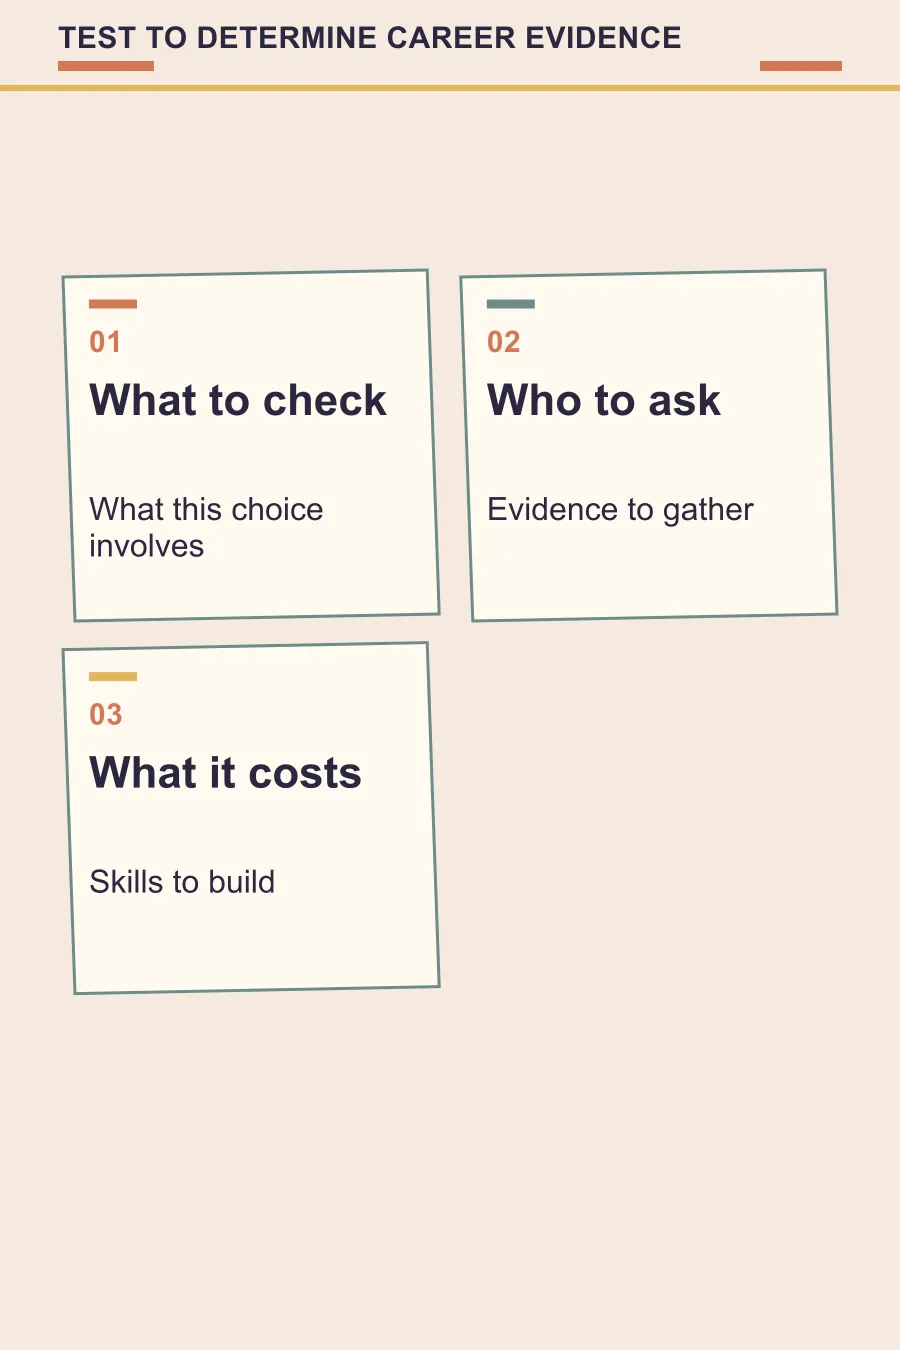 TEST TO DETERMINE CAREER EVIDENCE
01
What to check
What this choice
involves
02
Who to ask
Evidence to gather
03
What it costs
Skills to build